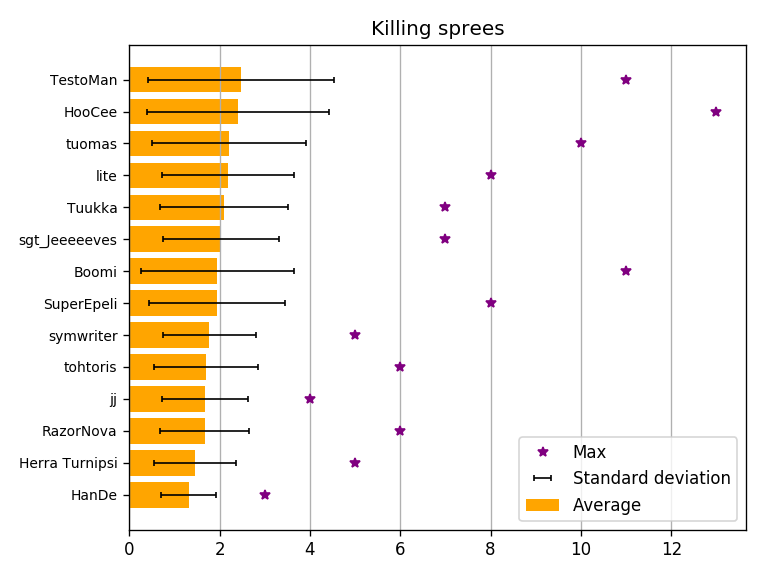 Killing sprees
TestoMan
HooCee
tuomas
lite
Tuukka
sgt_Jeeeeeves
Boomi
SuperEpeli
symwriter
tohtoris
jj
RazorNova
Herra Turnipsi
HanDe
Max
Standard deviation
Average
0 2 4 6 8 10 12